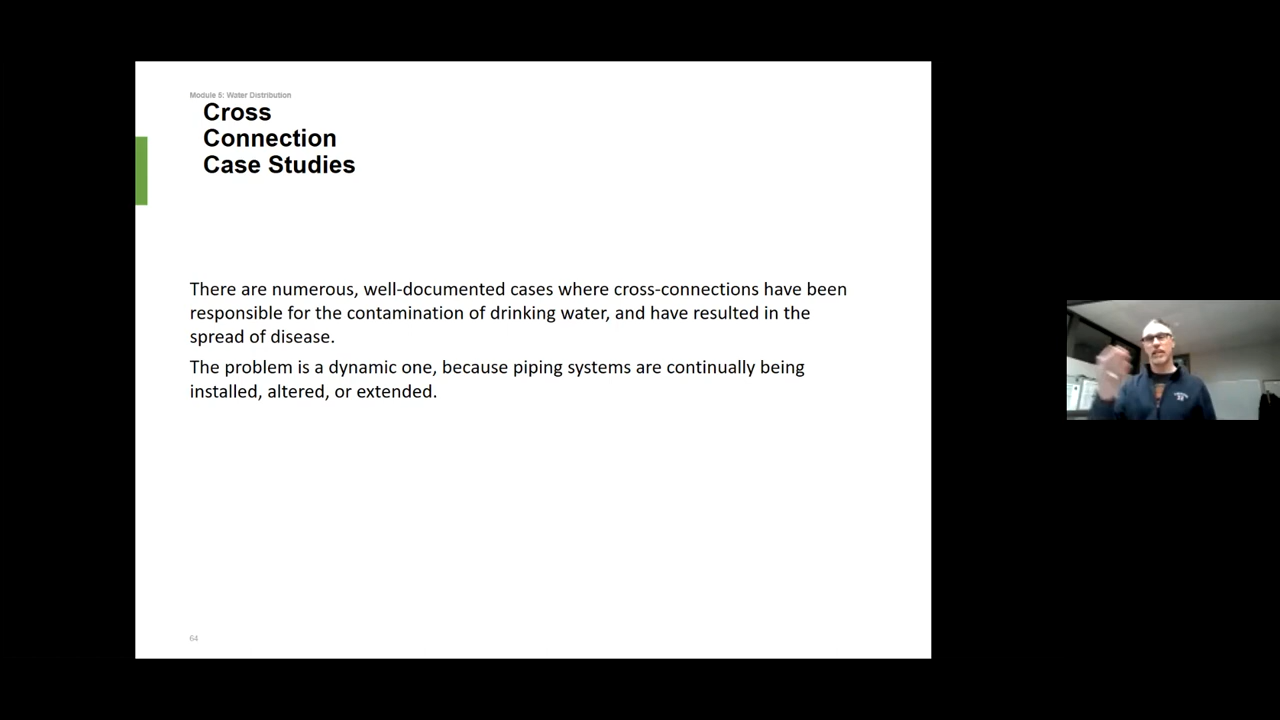 Module 5: Water Distribution
Cross
Connection
Case Studies
There are numerous, well-documented cases where cross-connections have been
responsible for the contamination of drinking water, and have resulted in the
spread of disease.
The problem is a dynamic one, because piping systems are continually being
installed, altered, or extended.
64